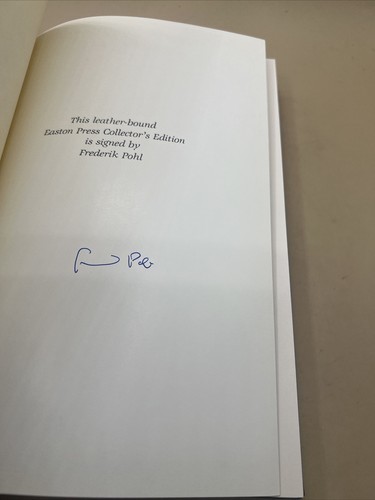 This leather-bound
Easton Press Collector's Edition
is signed by
Frederik Pohl